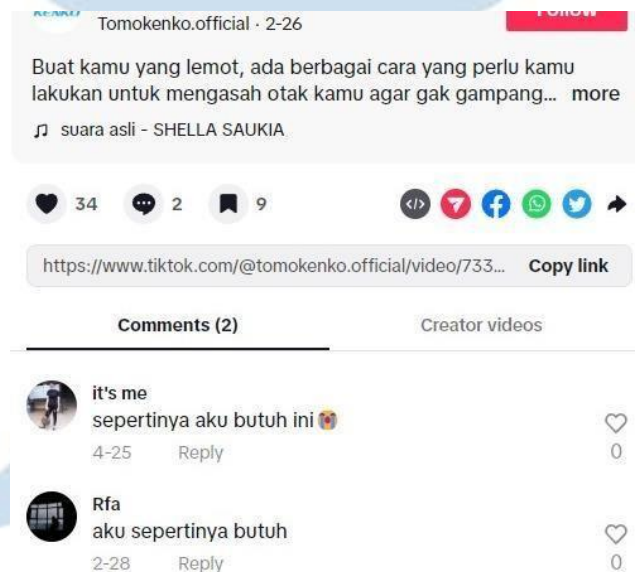 KENKO
Follow
Tomokenko.official · 2-26
Buat kamu yang lemot, ada berbagai cara yang perlu kamu
lakukan untuk mengasah otak kamu agar gak gampang... more
suara asli - SHELLA SAUKIA
34 2 9
https://www.tiktok.com/@tomokenko.official/video/733... Copy link
Comments (2) Creator videos
it's me
sepertinya aku butuh ini😭
4-25 Reply 0
Rfa
aku sepertinya butuh
2-28 Reply 0